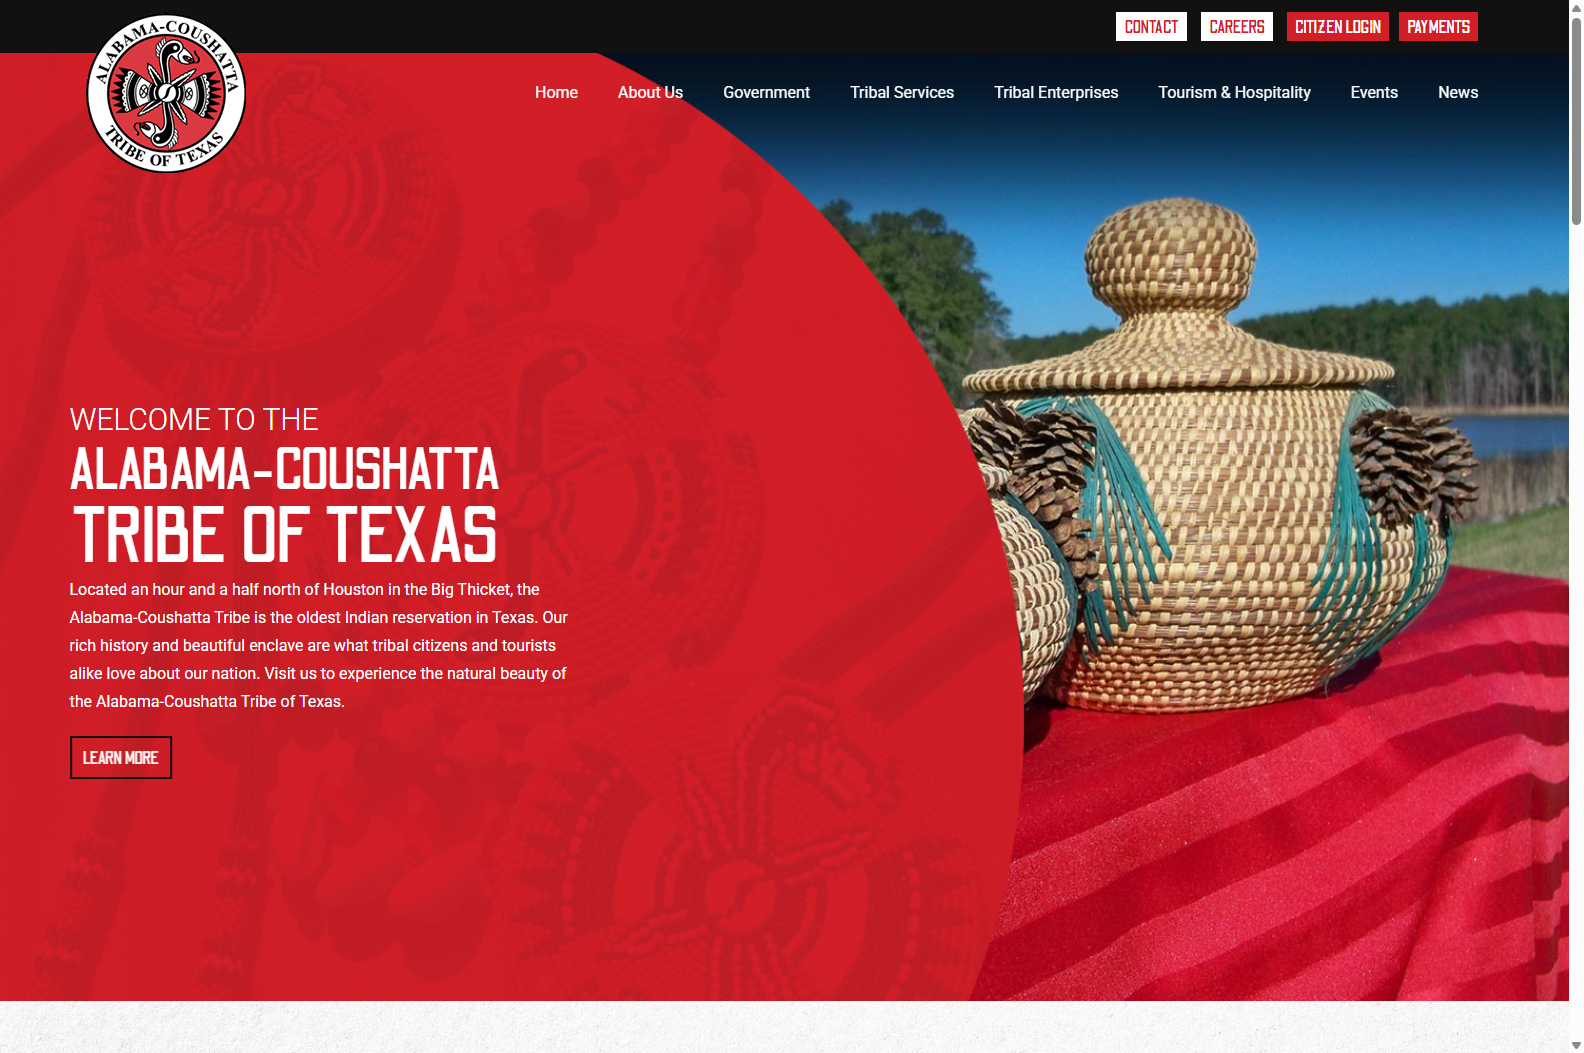 ALABAMA-COUSHATTA
TRIBE OF TEXAS
CONTACT
CAREERS
CITIZEN LOGIN
PAYMENTS
Home
About Us
Government
Tribal Services
Tribal Enterprises
Tourism & Hospitality
Events
News
WELCOME TO THE
ALABAMA-COUSHATTA
TRIBE OF TEXAS
Located an hour and a half north of Houston in the Big Thicket, the
Alabama-Coushatta Tribe is the oldest Indian reservation in Texas. Our
rich history and beautiful enclave are what tribal citizens and tourists
alike love about our nation. Visit us to experience the natural beauty of
the Alabama-Coushatta Tribe of Texas.
LEARN MORE